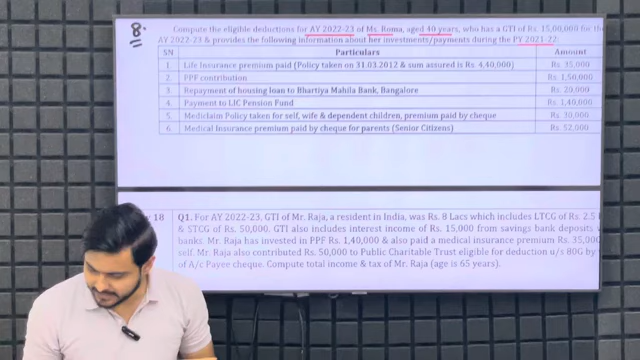 8.
Compute the eligible deductions for AY 2022-23 of Ms. Roma, aged 40 years, who has a GTI of Rs. 15,00,000 for the
AY 2022-23 & provides the following information about her investments/payments during the PY 2021-22:
SN Particulars Amount
1. Life Insurance premium paid (Policy taken on 31.03.2012 & sum assured is Rs. 4,40,000) Rs. 35,000
2. PPF contribution Rs. 1,50,000
3. Repayment of housing loan to Bhartiya Mahila Bank, Bangalore Rs. 20,000
4. Payment to LIC Pension Fund Rs. 1,40,000
5. Mediclaim Policy taken for self, wife & dependent children, premium paid by cheque Rs. 30,000
6. Medical Insurance premium paid by cheque for parents (Senior Citizens) Rs. 52,000
18 Q1. For AY 2022-23, GTI of Mr. Raja, a resident in India, was Rs. 8 Lacs which includes LTCG of Rs. 2.5
& STCG of Rs. 50,000. GTI also includes interest income of Rs. 15,000 from savings bank deposits
banks. Mr. Raja has invested in PPF Rs. 1,40,000 & also paid a medical insurance premium Rs. 35,000
self. Mr. Raja also contributed Rs. 50,000 to Public Charitable Trust eligible for deduction u/s 80G by
of A/c Payee cheque. Compute total income & tax of Mr. Raja (age is 65 years).